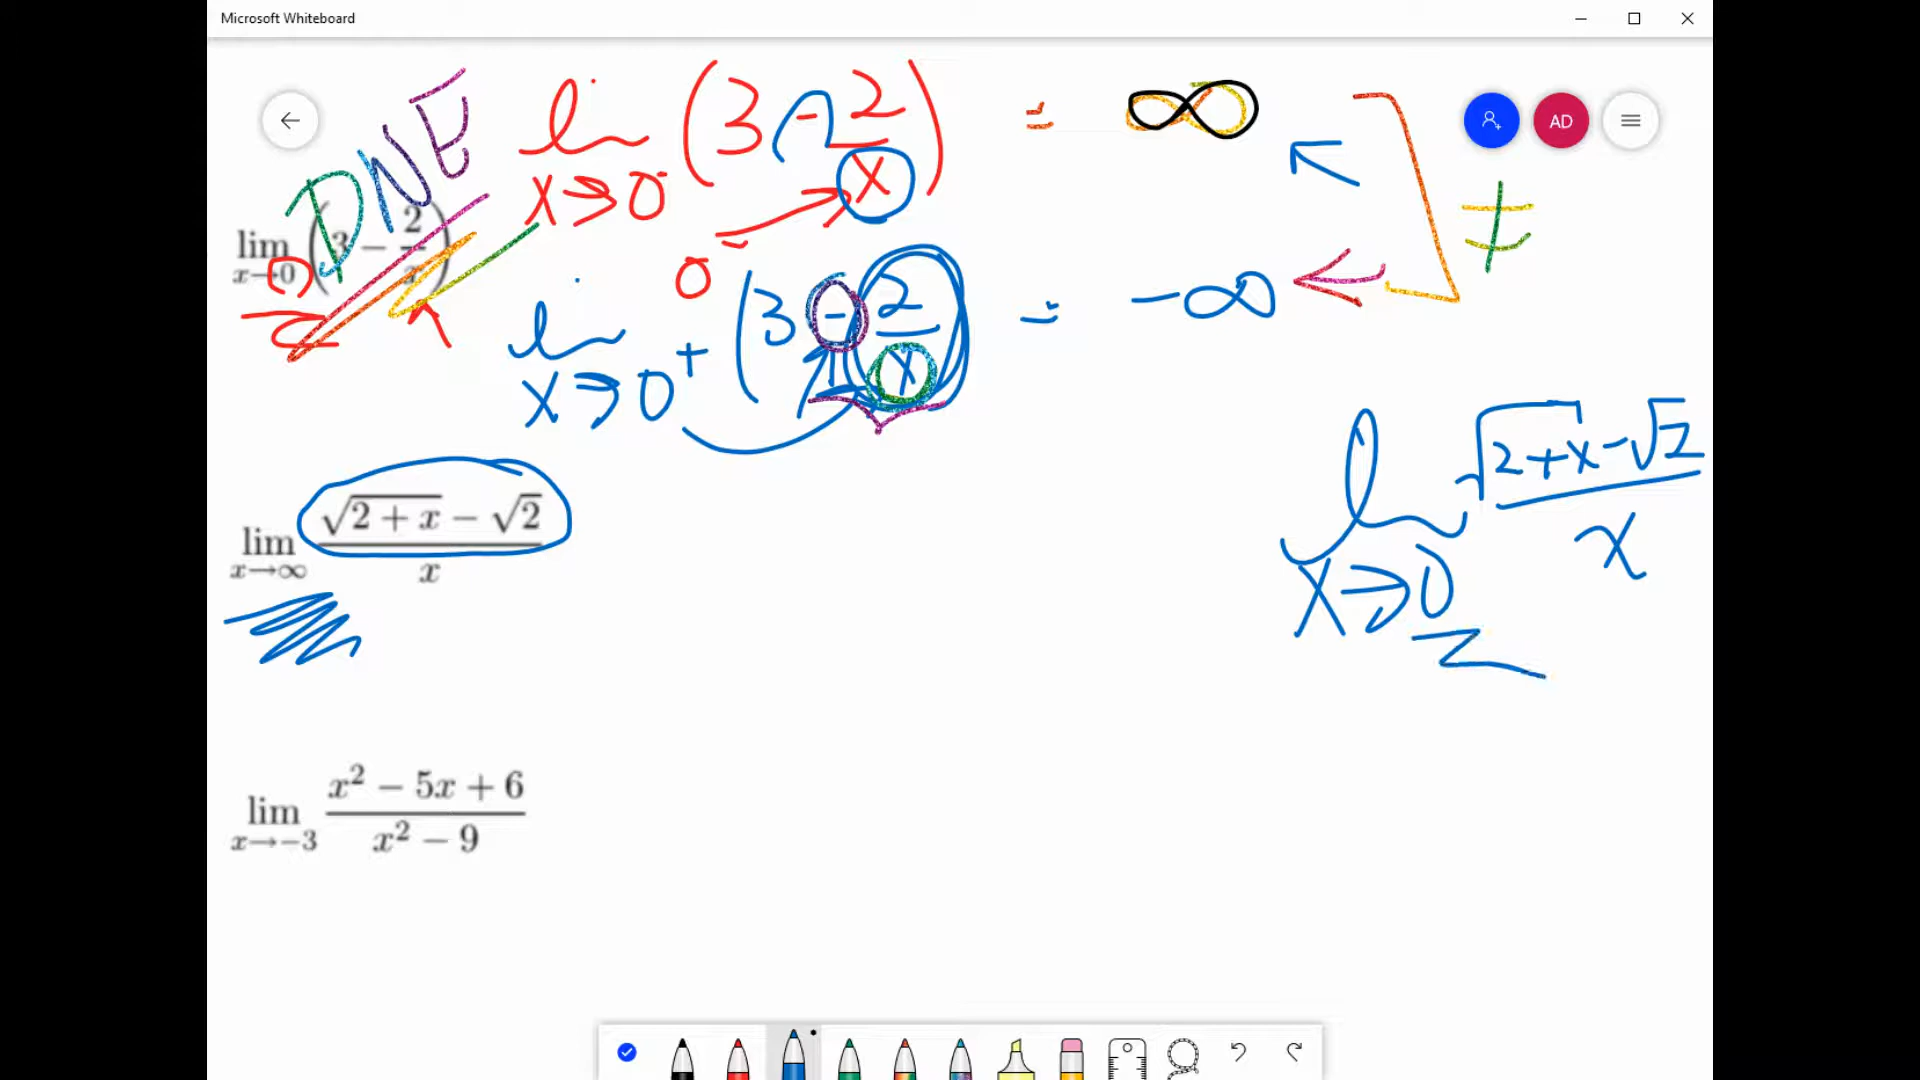 Microsoft Whiteboard
DNE
lim x→0⁻ (3 - 2/x) = ∞
AD
lim x→0 (3 − 2/x)
≠
lim x→0⁺ (3 - 2/x) = -∞
lim x→∞ (√(2 + x) − √2)/x
lim x→0 (√(2+x) - √2)/x
lim x→−3 (x² − 5x + 6)/(x² − 9)